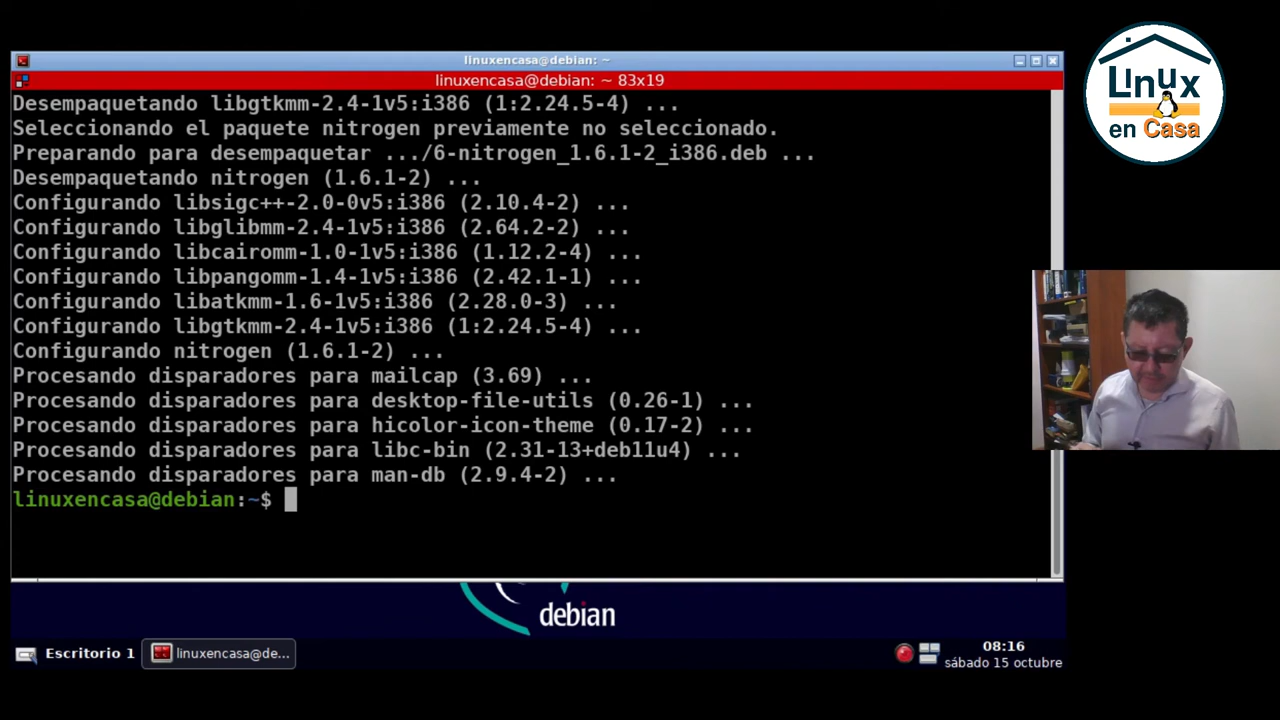 linuxencasa@debian: ~
linuxencasa@debian: ~ 83x19
Desempaquetando libgtkmm-2.4-1v5:i386 (1:2.24.5-4) ...
Seleccionando el paquete nitrogen previamente no seleccionado.
Preparando para desempaquetar .../6-nitrogen_1.6.1-2_i386.deb ...
Desempaquetando nitrogen (1.6.1-2) ...
Configurando libsigc++-2.0-0v5:i386 (2.10.4-2) ...
Configurando libglibmm-2.4-1v5:i386 (2.64.2-2) ...
Configurando libcairomm-1.0-1v5:i386 (1.12.2-4) ...
Configurando libpangomm-1.4-1v5:i386 (2.42.1-1) ...
Configurando libatkmm-1.6-1v5:i386 (2.28.0-3) ...
Configurando libgtkmm-2.4-1v5:i386 (1:2.24.5-4) ...
Configurando nitrogen (1.6.1-2) ...
Procesando disparadores para mailcap (3.69) ...
Procesando disparadores para desktop-file-utils (0.26-1) ...
Procesando disparadores para hicolor-icon-theme (0.17-2) ...
Procesando disparadores para libc-bin (2.31-13+deb11u4) ...
Procesando disparadores para man-db (2.9.4-2) ...
linuxencasa@debian:~$
debian
Escritorio 1
linuxencasa@de...
08:16
sábado 15 octubre
Linux
en Casa